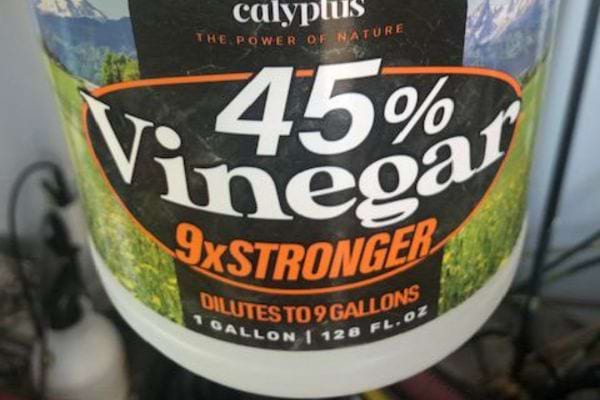 calyptus
THE POWER OF NATURE
45%
Vinegar
9xSTRONGER
DILUTES TO 9 GALLONS
1 GALLON | 128 FL.OZ